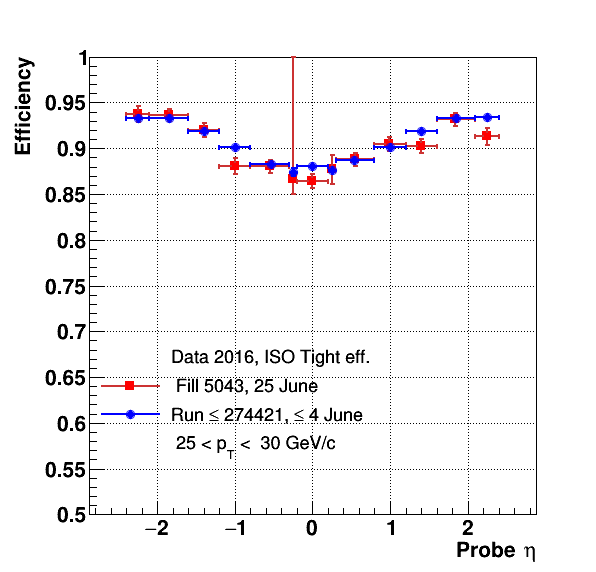 Efficiency
1
0.95
0.9
0.85
0.8
0.75
0.7
0.65
0.6
0.55
0.5
Data 2016, ISO Tight eff.
Fill 5043, 25 June
Run ≤ 274421, ≤ 4 June
25 < p_T < 30 GeV/c
−2 −1 0 1 2
Probe η